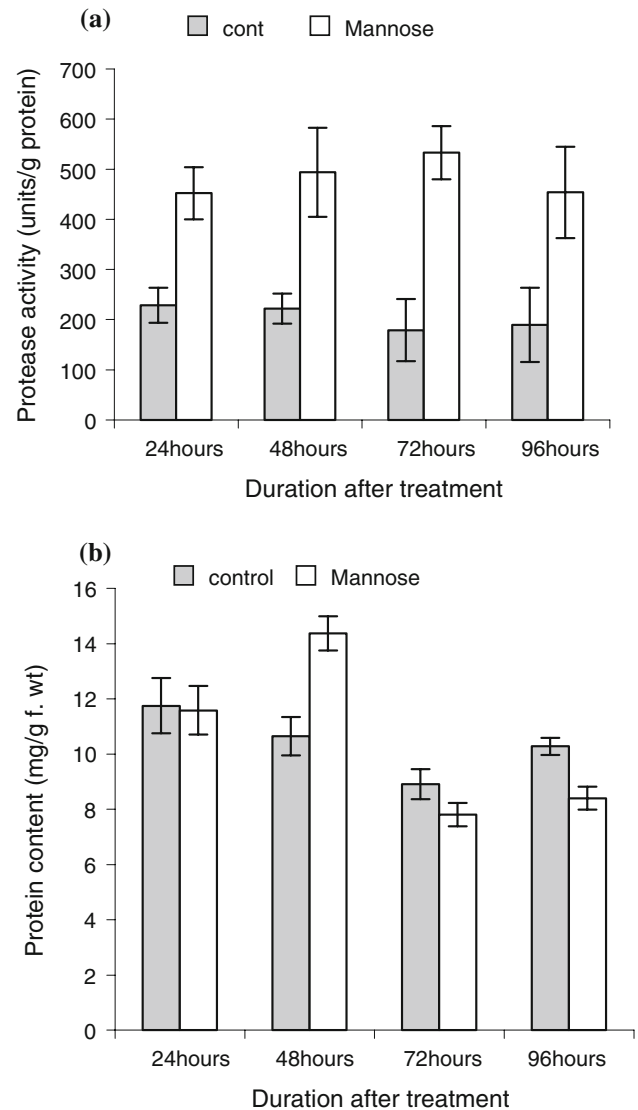 (a)
cont Mannose
700
600
500
400
300
200
100
0
Protease activity (units/g protein)
24hours 48hours 72hours 96hours
Duration after treatment
(b)
control Mannose
16
14
12
10
8
6
4
2
0
Protein content (mg/g f. wt)
24hours 48hours 72hours 96hours
Duration after treatment